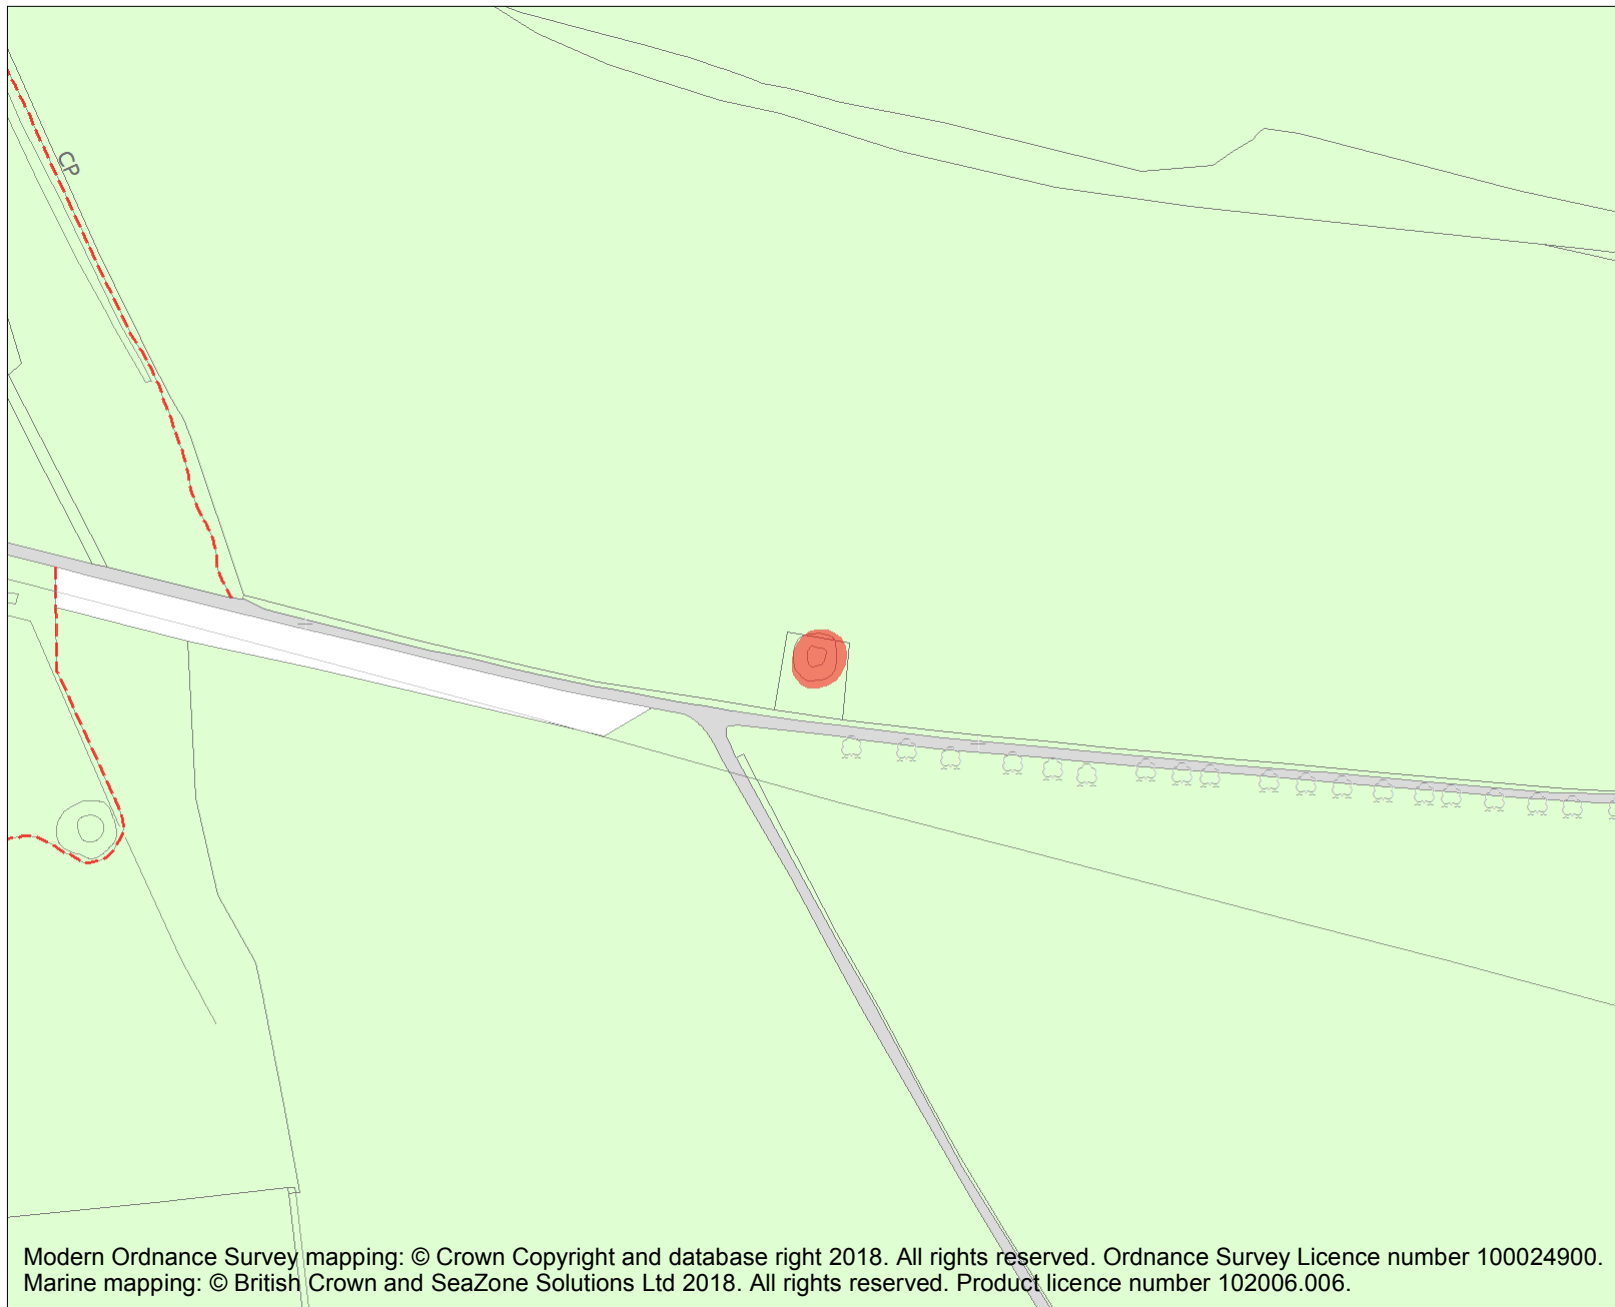 CP
Modern Ordnance Survey mapping: © Crown Copyright and database right 2018. All rights reserved. Ordnance Survey Licence number 100024900.
Marine mapping: © British Crown and SeaZone Solutions Ltd 2018. All rights reserved. Product licence number 102006.006.